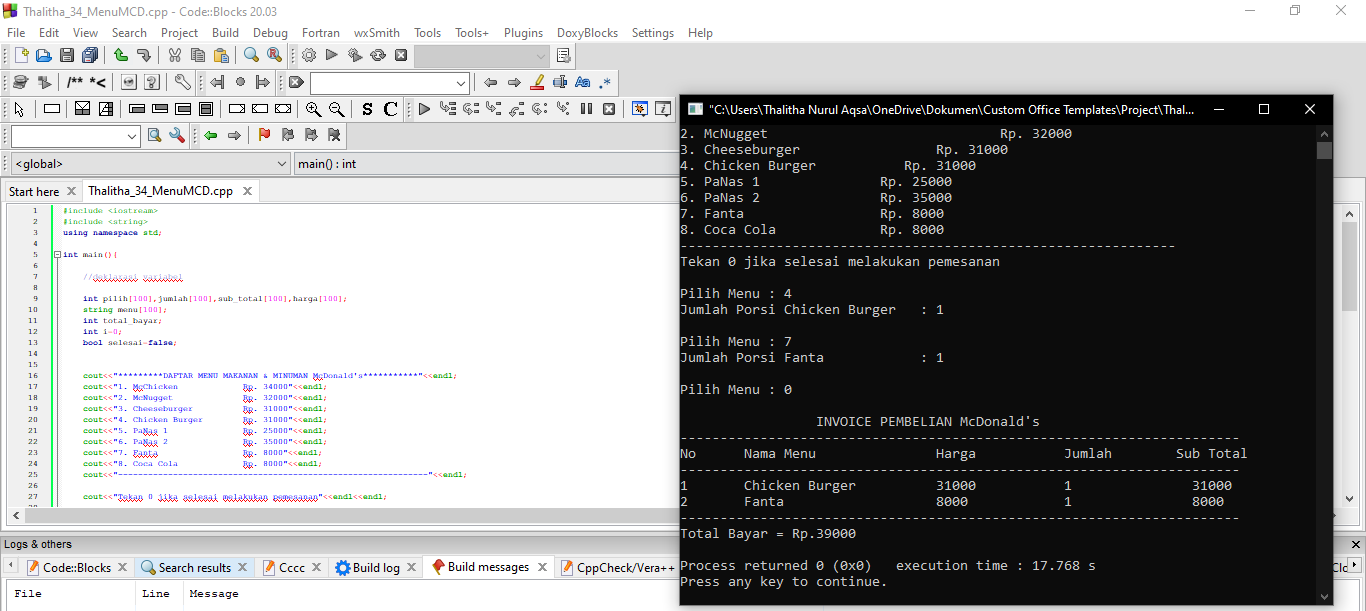 Thalitha_34_MenuMCD.cpp - Code::Blocks 20.03
File Edit View Search Project Build Debug Fortran wxSmith Tools Tools+ Plugins DoxyBlocks Settings Help
/** *<
S C
<global>
main() : int
Start here
Thalitha_34_MenuMCD.cpp
1 #include <iostream>
2 #include <string>
3 using namespace std;
4
5 int main(){
6
7 //deklarasi variabel
8
9 int pilih[100],jumlah[100],sub_total[100],harga[100];
10 string menu[100];
11 int total_bayar;
12 int i=0;
13 bool selesai=false;
14
15
16 cout<<"*********DAFTAR MENU MAKANAN & MINUMAN McDonald's***********"<<endl;
17 cout<<"1. McChicken Rp. 34000"<<endl;
18 cout<<"2. McNugget Rp. 32000"<<endl;
19 cout<<"3. Cheeseburger Rp. 31000"<<endl;
20 cout<<"4. Chicken Burger Rp. 31000"<<endl;
21 cout<<"5. PaNas 1 Rp. 25000"<<endl;
22 cout<<"6. PaNas 2 Rp. 35000"<<endl;
23 cout<<"7. Fanta Rp. 8000"<<endl;
24 cout<<"8. Coca Cola Rp. 8000"<<endl;
25 cout<<"--------------------------------------------------------------"<<endl;
26
27 cout<<"Tekan 0 jika selesai melakukan pemesanan"<<endl<<endl;
Logs & others
Code::Blocks
Search results
Cccc
Build log
Build messages
CppCheck/Vera++
File Line Message
"C:\Users\Thalitha Nurul Aqsa\OneDrive\Dokumen\Custom Office Templates\Project\Thal...
2. McNugget Rp. 32000
3. Cheeseburger Rp. 31000
4. Chicken Burger Rp. 31000
5. PaNas 1 Rp. 25000
6. PaNas 2 Rp. 35000
7. Fanta Rp. 8000
8. Coca Cola Rp. 8000
--------------------------------------------------------------
Tekan 0 jika selesai melakukan pemesanan
Pilih Menu : 4
Jumlah Porsi Chicken Burger : 1
Pilih Menu : 7
Jumlah Porsi Fanta : 1
Pilih Menu : 0
INVOICE PEMBELIAN McDonald's
----------------------------------------------------------------------
No Nama Menu Harga Jumlah Sub Total
----------------------------------------------------------------------
1 Chicken Burger 31000 1 31000
2 Fanta 8000 1 8000
----------------------------------------------------------------------
Total Bayar = Rp.39000
Process returned 0 (0x0) execution time : 17.768 s
Press any key to continue.